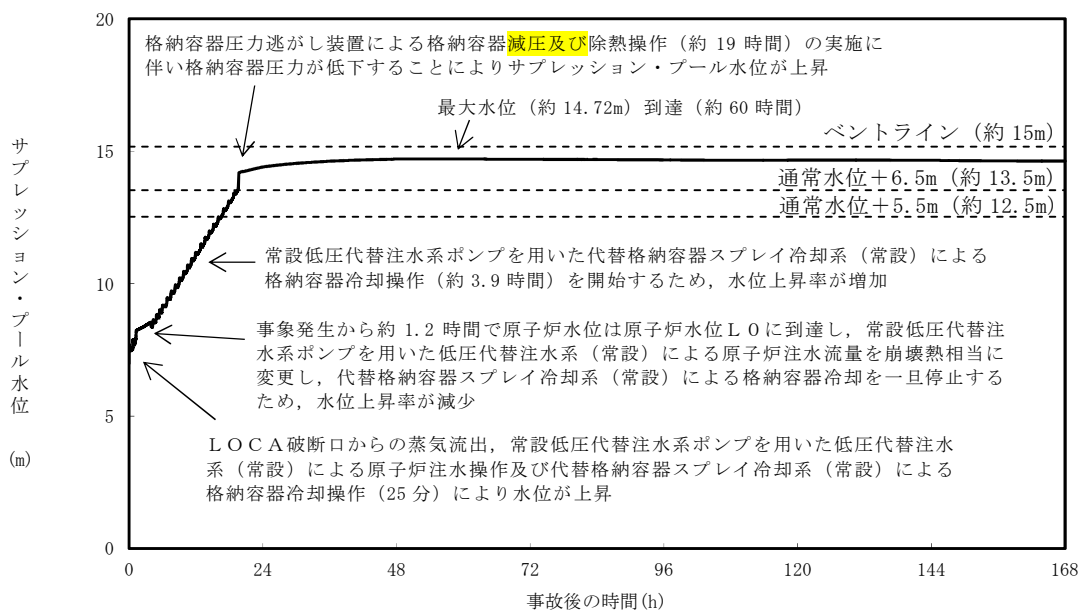 20
格納容器圧力逃がし装置による格納容器減圧及び除熱操作（約 19 時間）の実施に
伴い格納容器圧力が低下することによりサプレッション・プール水位が上昇
最大水位（約 14.72m）到達（約 60 時間）
ベントライン（約 15m）
15
通常水位＋6.5m（約 13.5m）
通常水位＋5.5m（約 12.5m）
常設低圧代替注水系ポンプを用いた代替格納容器スプレイ冷却系（常設）による
格納容器冷却操作（約 3.9 時間）を開始するため，水位上昇率が増加
10
事象発生から約 1.2 時間で原子炉水位は原子炉水位Ｌ０に到達し，常設低圧代替注
水系ポンプを用いた低圧代替注水系（常設）による原子炉注水流量を崩壊熱相当に
変更し，代替格納容器スプレイ冷却系（常設）による格納容器冷却を一旦停止する
ため，水位上昇率が減少
5
ＬＯＣＡ破断口からの蒸気流出，常設低圧代替注水系ポンプを用いた低圧代替注水
系（常設）による原子炉注水操作及び代替格納容器スプレイ冷却系（常設）による
格納容器冷却操作（25 分）により水位が上昇
0
サプレッション・プール水位 (m)
0 24 48 72 96 120 144 168
事故後の時間(h)